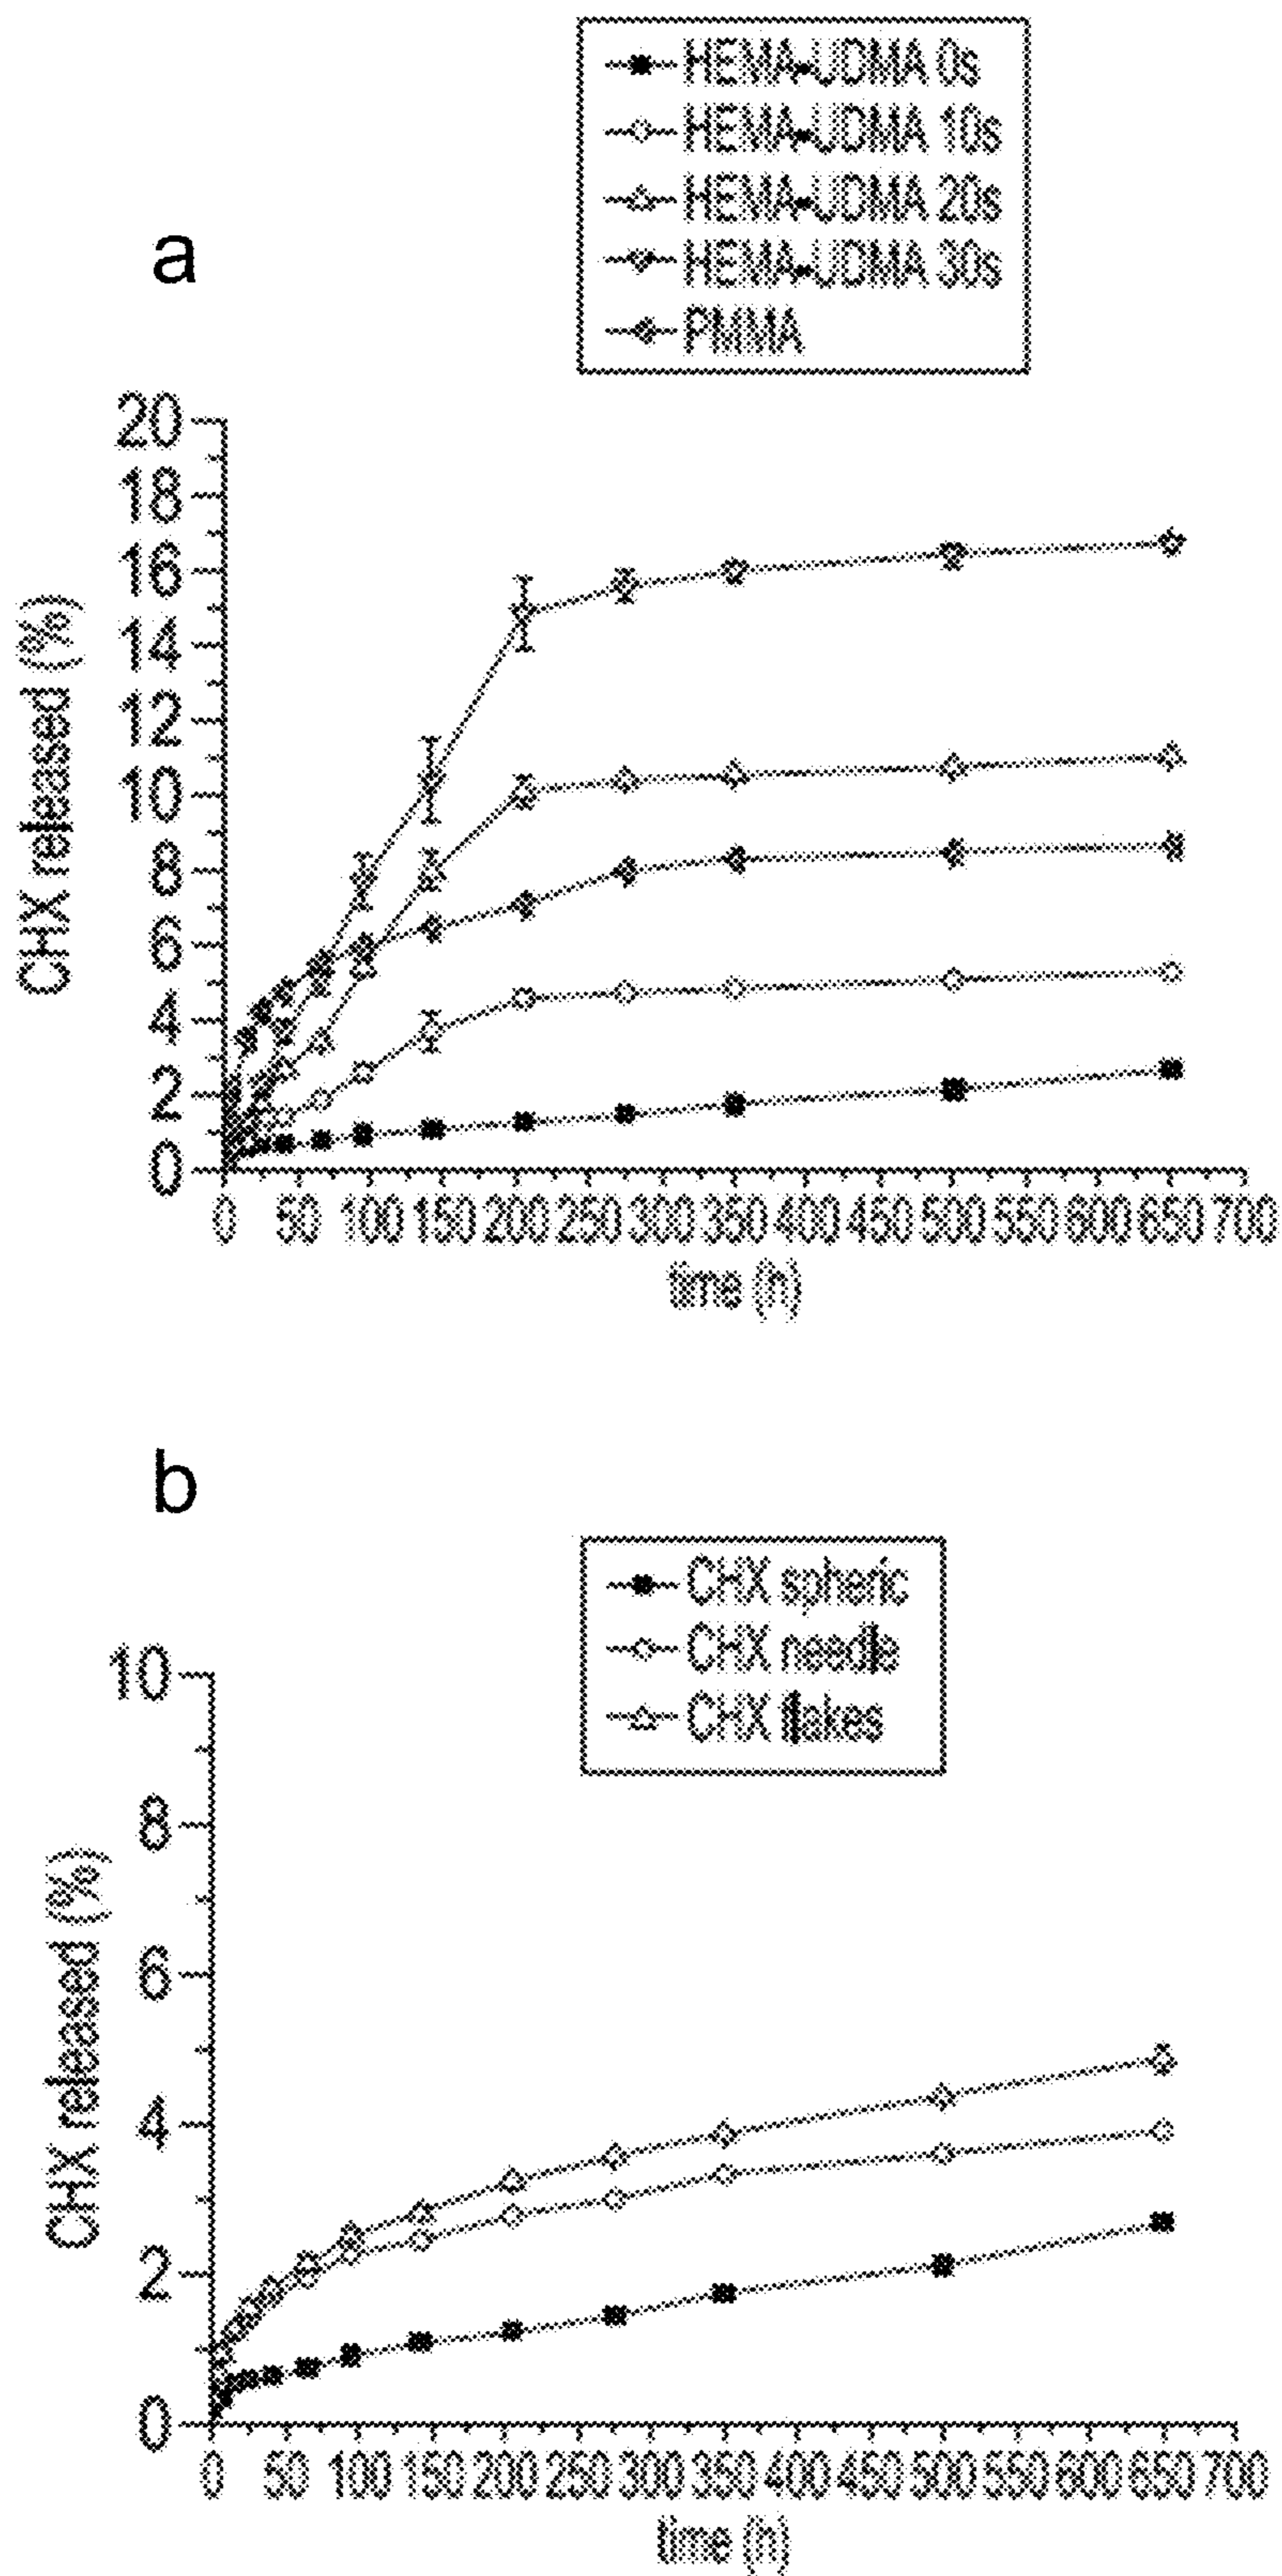 HEMA-UDMA 0s
HEMA-UDMA 10s
HEMA-UDMA 20s
HEMA-UDMA 30s
PMMA
a
20
18
16
14
12
10
8
6
4
2
0
CHX released (%)
0 50 100 150 200 250 300 350 400 450 500 550 600 650 700
time (h)
b
CHX spheric
CHX needle
CHX flakes
10
8
6
4
2
0
CHX released (%)
0 50 100 150 200 250 300 350 400 450 500 550 600 650 700
time (h)